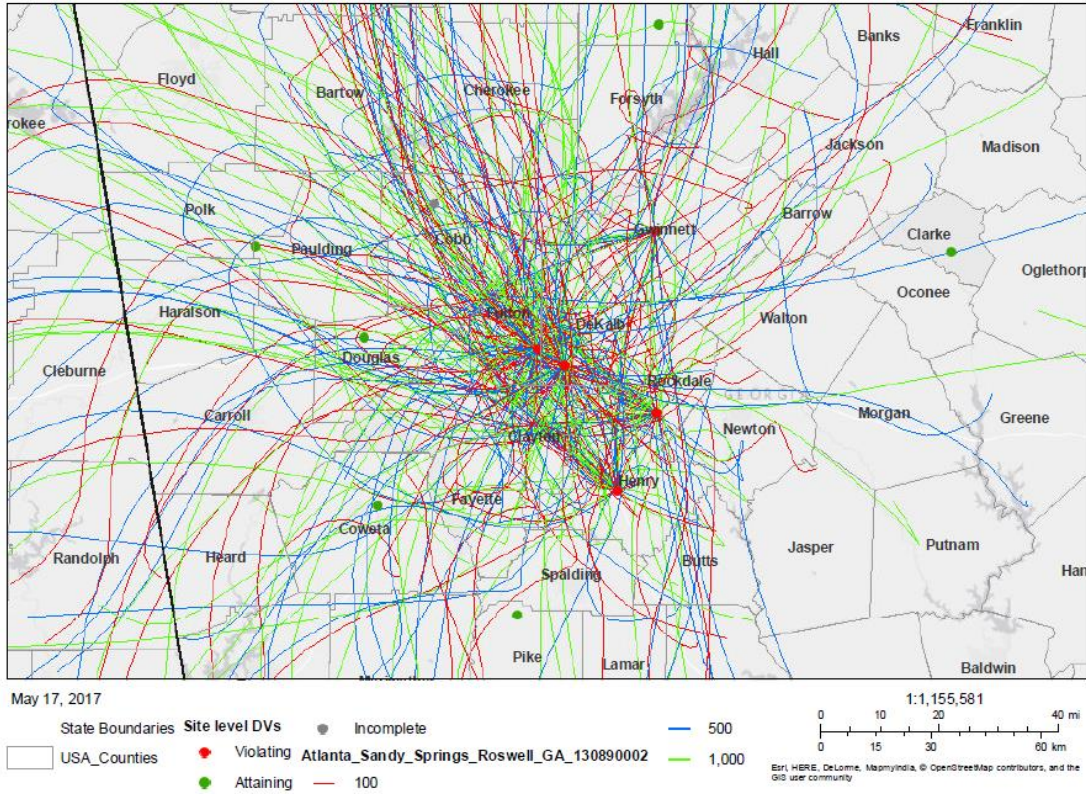 Franklin
Banks
Hall
Floyd
Bartow
Cherokee
Forsyth
rokee
Jackson
Madison
Polk
Barrow
Paulding
Cobb
Gwinnett
Clarke
Oglethorp
Oconee
Haralson
Fulton
DeKalb
Walton
Douglas
Cleburne
Rockdale
GEORGIA
Carroll
Morgan
Greene
Clayton
Newton
Henry
Fayette
Coweta
Randolph
Heard
Butts
Jasper
Putnam
Spalding
Han
Pike
Lamar
Baldwin
May 17, 2017
1:1,155,581
State Boundaries
USA_Counties
Site level DVs
Violating
Attaining
Incomplete
Atlanta_Sandy_Springs_Roswell_GA_130890002
100
500
1,000
0 10 20 40 mi
0 15 30 60 km
Esri, HERE, DeLorme, MapmyIndia, © OpenStreetMap contributors, and the
GIS user community